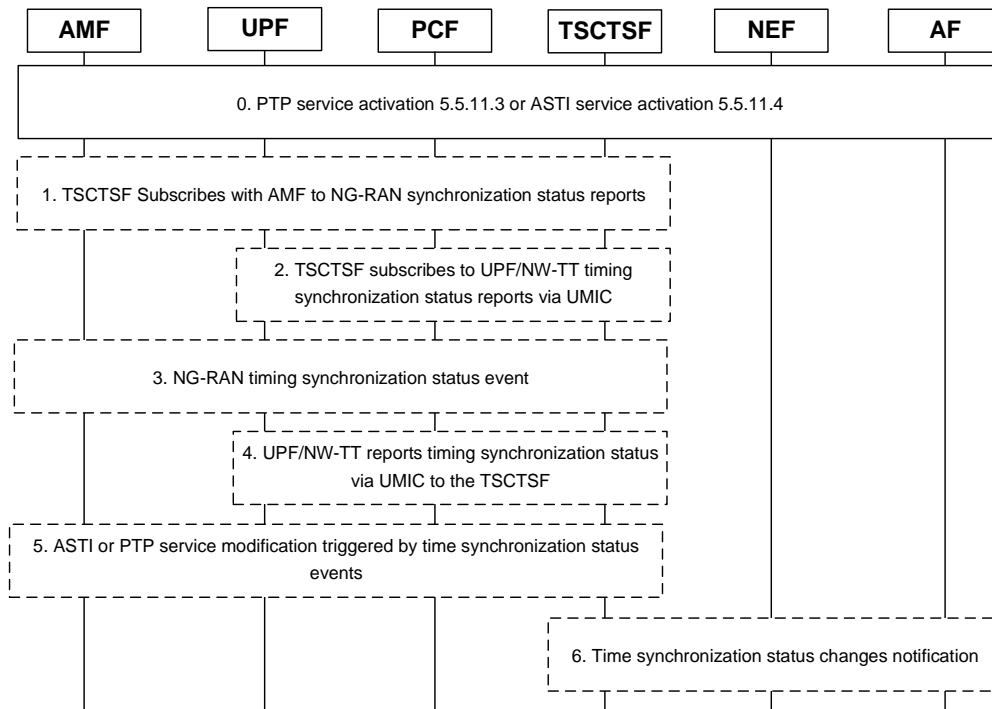 AMF
UPF
PCF
TSCTSF
NEF
AF
0. PTP service activation 5.5.11.3 or ASTI service activation 5.5.11.4
1. TSCTSF Subscribes with AMF to NG-RAN synchronization status reports
2. TSCTSF subscribes to UPF/NW-TT timing
synchronization status reports via UMIC
3. NG-RAN timing synchronization status event
4. UPF/NW-TT reports timing synchronization status
via UMIC to the TSCTSF
5. ASTI or PTP service modification triggered by time synchronization status
events
6. Time synchronization status changes notification